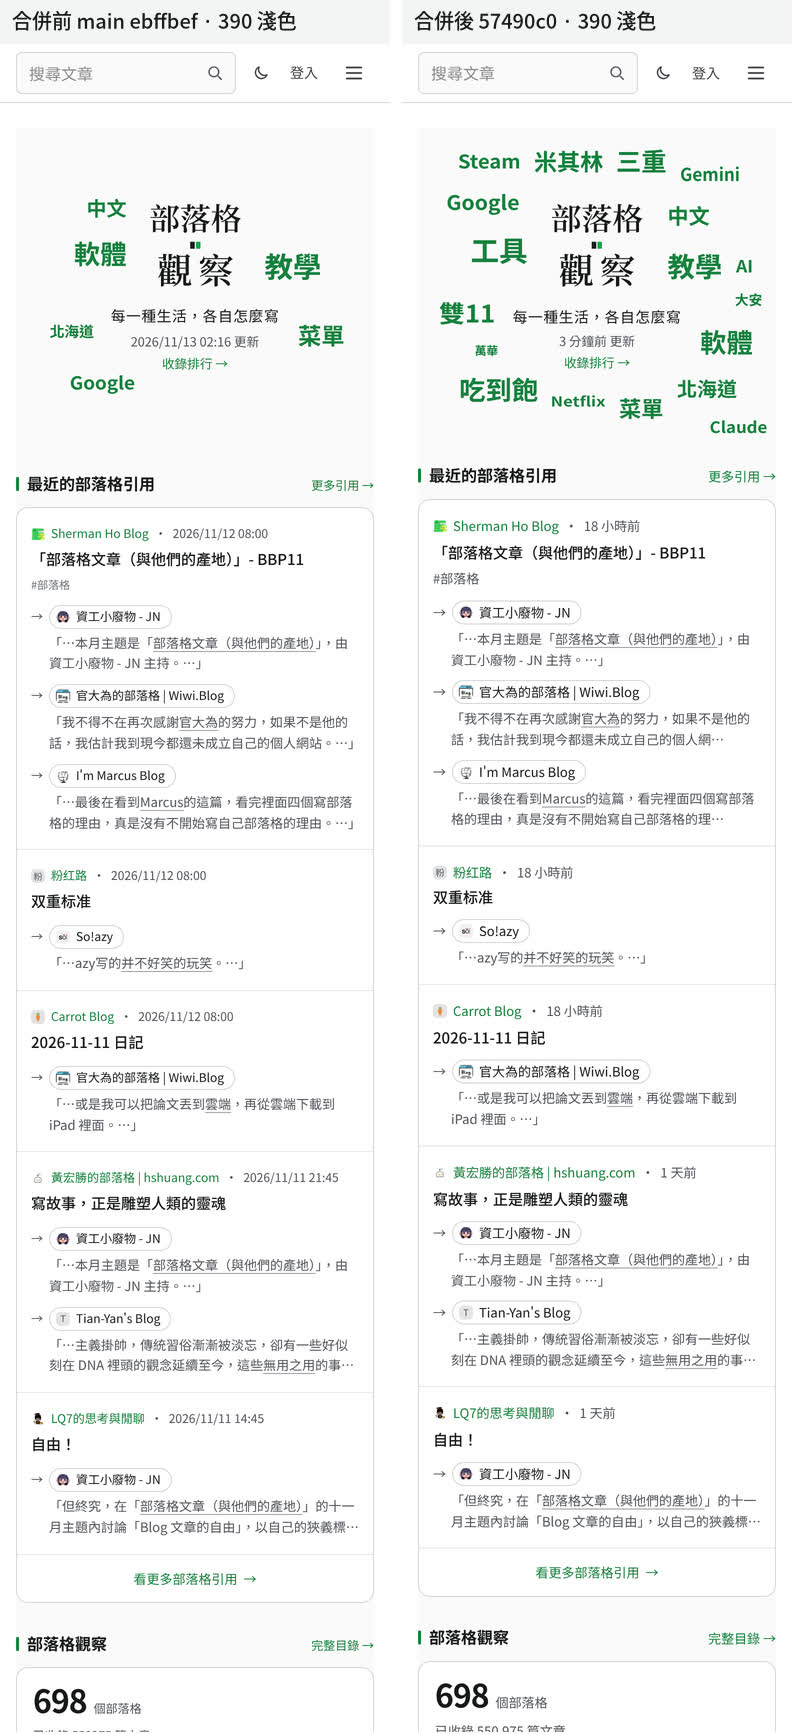 合併前 main ebffbef · 390 淺色
搜尋文章
登入
中文
部落格
觀察
軟體
教學
每一種生活，各自怎麼寫
北海道
菜單
2026/11/13 02:16 更新
收錄排行 →
Google
最近的部落格引用
更多引用 →
Sherman Ho Blog · 2026/11/12 08:00
「部落格文章（與他們的產地）」- BBP11
#部落格
→ 資工小廢物 - JN
「…本月主題是「部落格文章（與他們的產地）」，由
資工小廢物 - JN 主持。…」
→ 官大為的部落格 | Wiwi.Blog
「我不得不在再次感謝官大為的努力，如果不是他的
話，我估計我到現今都還未成立自己的個人網站。…」
→ I'm Marcus Blog
「…最後在看到Marcus的這篇，看完裡面四個寫部落
格的理由，真是沒有不開始寫自己部落格的理由。…」
粉 粉红路 · 2026/11/12 08:00
双重标准
→ So!azy
「…azy写的并不好笑的玩笑。…」
Carrot Blog · 2026/11/12 08:00
2026-11-11 日記
→ 官大為的部落格 | Wiwi.Blog
「…或是我可以把論文丟到雲端，再從雲端下載到
iPad 裡面。…」
黃宏勝的部落格 | hshuang.com · 2026/11/11 21:45
寫故事，正是雕塑人類的靈魂
→ 資工小廢物 - JN
「…本月主題是「部落格文章（與他們的產地）」，由
資工小廢物 - JN 主持。…」
→ T Tian-Yan's Blog
「…主義掛帥，傳統習俗漸漸被淡忘，卻有一些好似
刻在 DNA 裡頭的觀念延續至今，這些無用之用的事…
LQ7的思考與閒聊 · 2026/11/11 14:45
自由！
→ 資工小廢物 - JN
「但終究，在「部落格文章（與他們的產地）」的十一
月主題內討論「Blog 文章的自由」，以自己的狹義標…
看更多部落格引用 →
部落格觀察
完整目錄 →
698 個部落格
合併後 57490c0 · 390 淺色
搜尋文章
登入
Steam
米其林
三重
Gemini
Google
部落格
觀察
中文
工具
教學
AI
大安
雙11
每一種生活，各自怎麼寫
3 分鐘前 更新
收錄排行 →
萬華
軟體
吃到飽
Netflix
菜單
北海道
Claude
最近的部落格引用
更多引用 →
Sherman Ho Blog · 18 小時前
「部落格文章（與他們的產地）」- BBP11
#部落格
→ 資工小廢物 - JN
「…本月主題是「部落格文章（與他們的產地）」，由
資工小廢物 - JN 主持。…」
→ 官大為的部落格 | Wiwi.Blog
「我不得不在再次感謝官大為的努力，如果不是他的
話，我估計我到現今都還未成立自己的個人網…
→ I'm Marcus Blog
「…最後在看到Marcus的這篇，看完裡面四個寫部落
格的理由，真是沒有不開始寫自己部落格的理…
粉 粉红路 · 18 小時前
双重标准
→ So!azy
「…azy写的并不好笑的玩笑。…」
Carrot Blog · 18 小時前
2026-11-11 日記
→ 官大為的部落格 | Wiwi.Blog
「…或是我可以把論文丟到雲端，再從雲端下載到
iPad 裡面。…」
黃宏勝的部落格 | hshuang.com · 1 天前
寫故事，正是雕塑人類的靈魂
→ 資工小廢物 - JN
「…本月主題是「部落格文章（與他們的產地）」，由
資工小廢物 - JN 主持。…」
→ T Tian-Yan's Blog
「…主義掛帥，傳統習俗漸漸被淡忘，卻有一些好似
刻在 DNA 裡頭的觀念延續至今，這些無用之用的事…
LQ7的思考與閒聊 · 1 天前
自由！
→ 資工小廢物 - JN
「但終究，在「部落格文章（與他們的產地）」的十一
月主題內討論「Blog 文章的自由」，以自己的狹義標…
看更多部落格引用 →
部落格觀察
完整目錄 →
698 個部落格
已收錄 550,975 篇文章